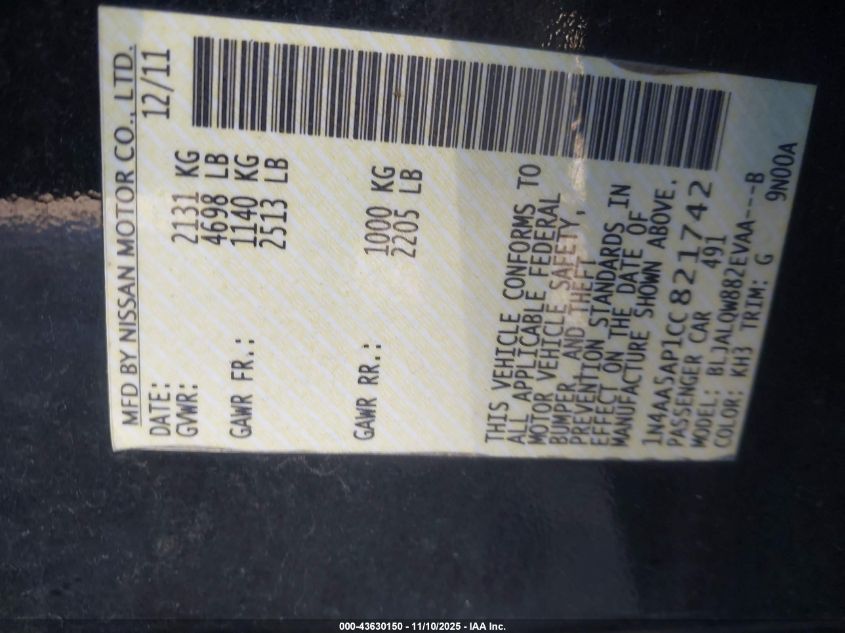 MFD BY NISSAN MOTOR CO., LTD.
DATE: 12/11
GVWR: 2131 KG
4698 LB
GAWR FR.: 1140 KG
2513 LB
GAWR RR.: 1000 KG
2205 LB
THIS VEHICLE CONFORMS TO
ALL APPLICABLE FEDERAL
MOTOR VEHICLE SAFETY,
BUMPER, AND THEFT
PREVENTION STANDARDS IN
EFFECT ON THE DATE OF
MANUFACTURE SHOWN ABOVE.
1N4AA5AP1CC821742
PASSENGER CAR 491
MODEL: BLJALQW882EVAA---B
COLOR: KH3 TRIM: G 9N00A
000-43630150 - 11/10/2025 - IAA Inc.